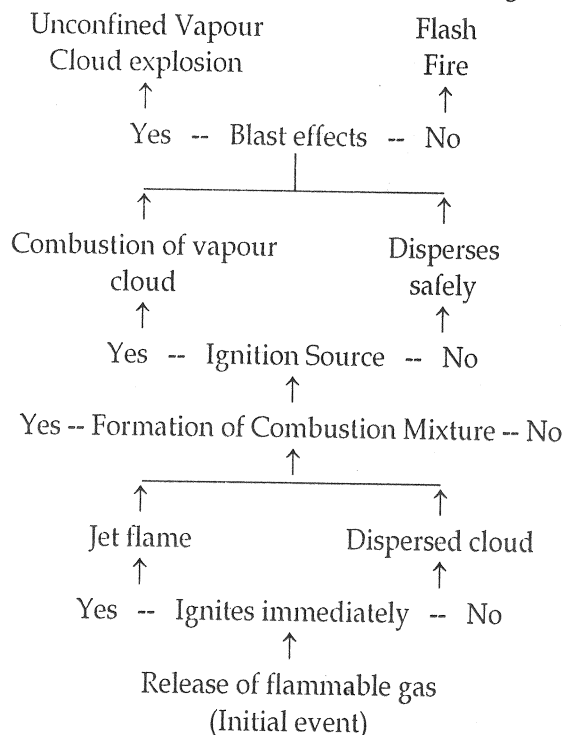 Unconfined Vapour Flash
Cloud explosion Fire
↑ ↑
Yes -- Blast effects -- No
↑ ↑
Combustion of vapour Disperses
cloud safely
↑ ↑
Yes -- Ignition Source -- No
↑
Yes -- Formation of Combustion Mixture -- No
↑
↑ ↑
Jet flame Dispersed cloud
↑ ↑
Yes -- Ignites immediately -- No
↑
Release of flammable gas
(Initial event)